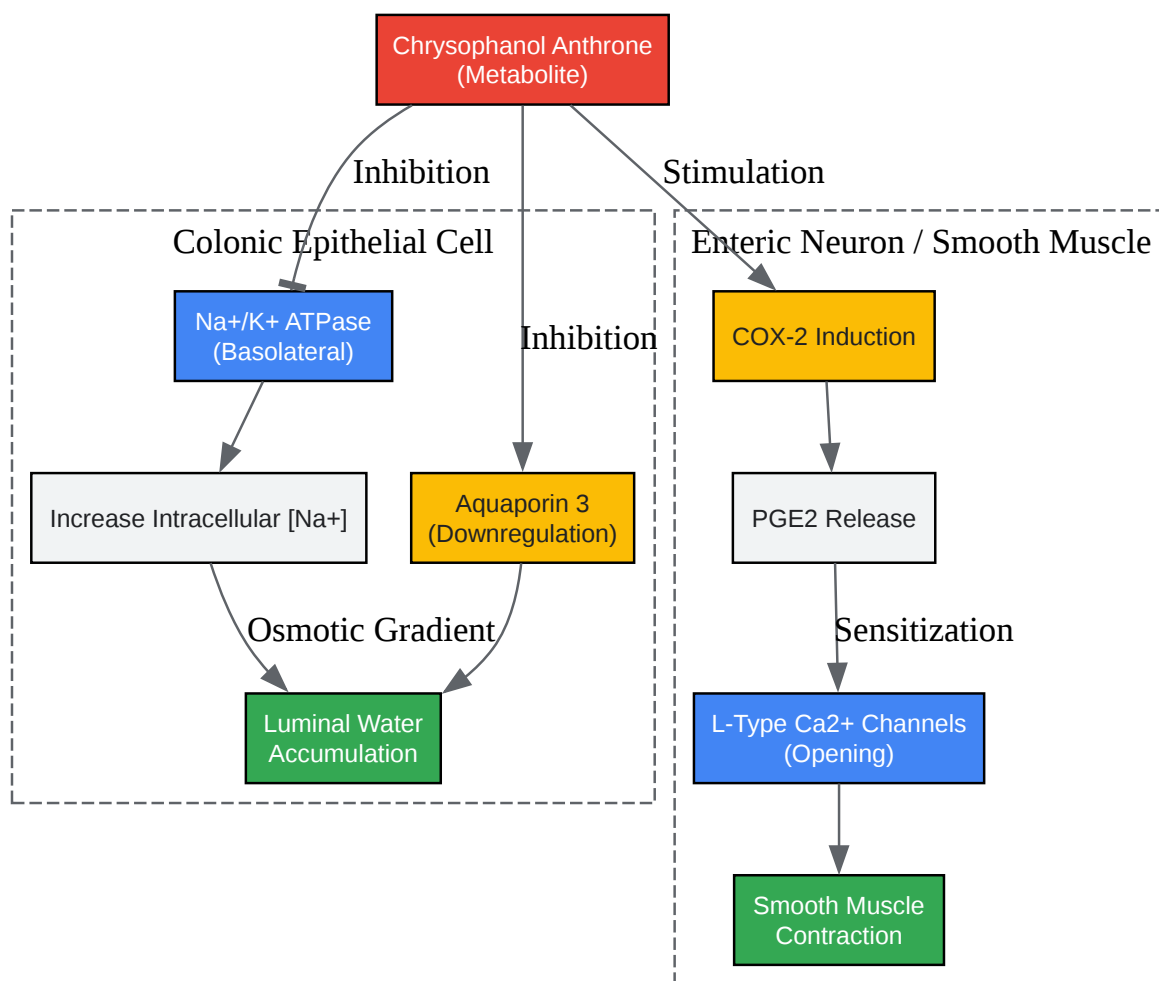 Chrysophanol Anthrone
(Metabolite)
Inhibition
Stimulation
Colonic Epithelial Cell
Enteric Neuron / Smooth Muscle
Na+/K+ ATPase
(Basolateral)
Inhibition
COX-2 Induction
Increase Intracellular [Na+]
Aquaporin 3
(Downregulation)
PGE2 Release
Osmotic Gradient
Sensitization
Luminal Water
Accumulation
L-Type Ca2+ Channels
(Opening)
Smooth Muscle
Contraction